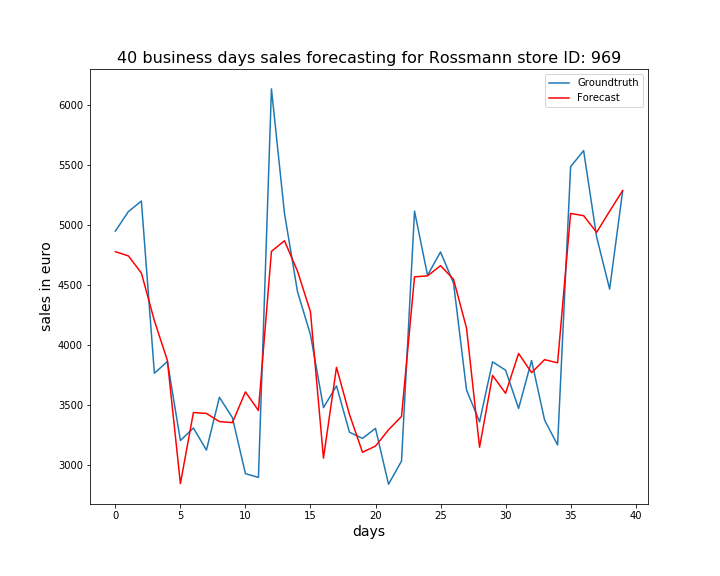 40 business days sales forecasting for Rossmann store ID: 969
Groundtruth
Forecast
6000
5500
5000
4500
4000
3500
3000
sales in euro
0 5 10 15 20 25 30 35 40
days